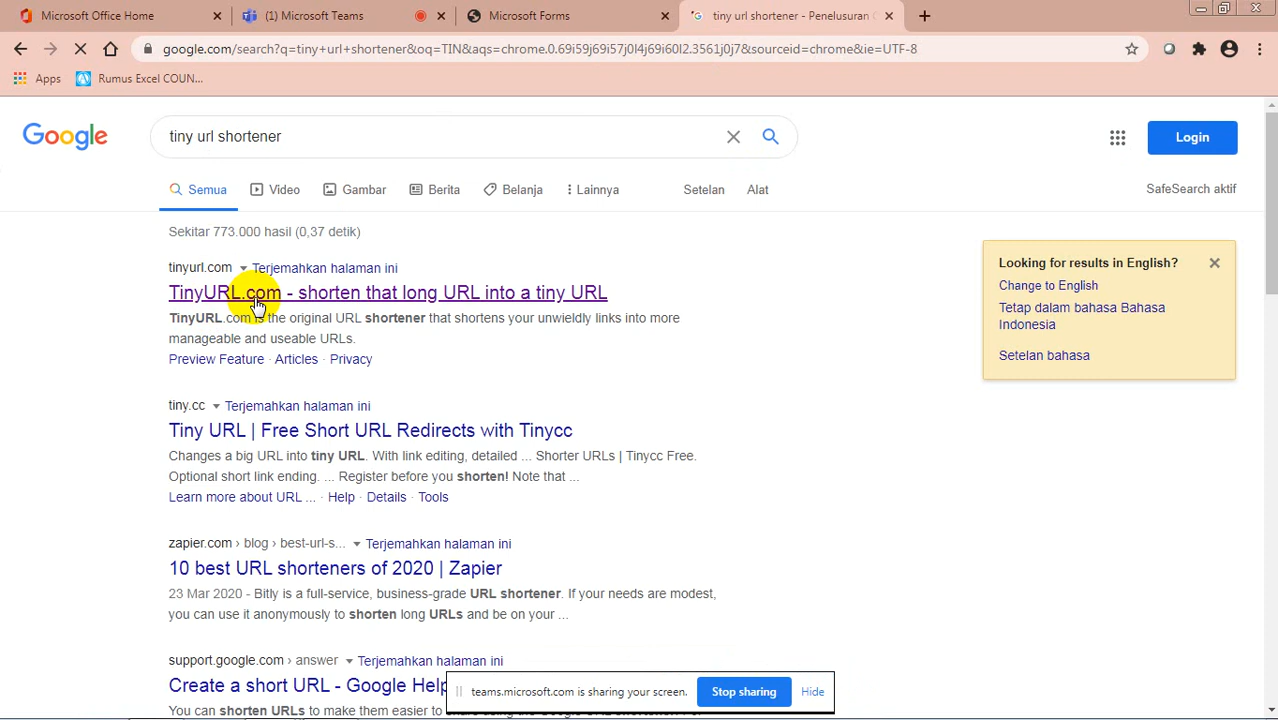 Microsoft Office Home
(1) Microsoft Teams
Microsoft Forms
tiny url shortener - Penelusuran
google.com/search?q=tiny+url+shortener&oq=TIN&aqs=chrome.0.69i59j69i57j0l4j69i60l2.3561j0j7&sourceid=chrome&ie=UTF-8
Apps
Rumus Excel COUN...
Google
tiny url shortener
Login
Semua
Video
Gambar
Berita
Belanja
Lainnya
Setelan
Alat
SafeSearch aktif
Sekitar 773.000 hasil (0,37 detik)
tinyurl.com Terjemahkan halaman ini
TinyURL.com - shorten that long URL into a tiny URL
TinyURL.com is the original URL shortener that shortens your unwieldly links into more
manageable and useable URLs.
Preview Feature · Articles · Privacy
Looking for results in English?
Change to English
Tetap dalam bahasa Bahasa
Indonesia
Setelan bahasa
tiny.cc Terjemahkan halaman ini
Tiny URL | Free Short URL Redirects with Tinycc
Changes a big URL into tiny URL. With link editing, detailed ... Shorter URLs | Tinycc Free.
Optional short link ending. ... Register before you shorten! Note that ...
Learn more about URL ... · Help · Details · Tools
zapier.com › blog › best-url-s... Terjemahkan halaman ini
10 best URL shorteners of 2020 | Zapier
23 Mar 2020 - Bitly is a full-service, business-grade URL shortener. If your needs are modest,
you can use it anonymously to shorten long URLs and be on your ...
support.google.com › answer Terjemahkan halaman ini
Create a short URL - Google Help
You can shorten URLs to make them easier to
teams.microsoft.com is sharing your screen.
Stop sharing
Hide